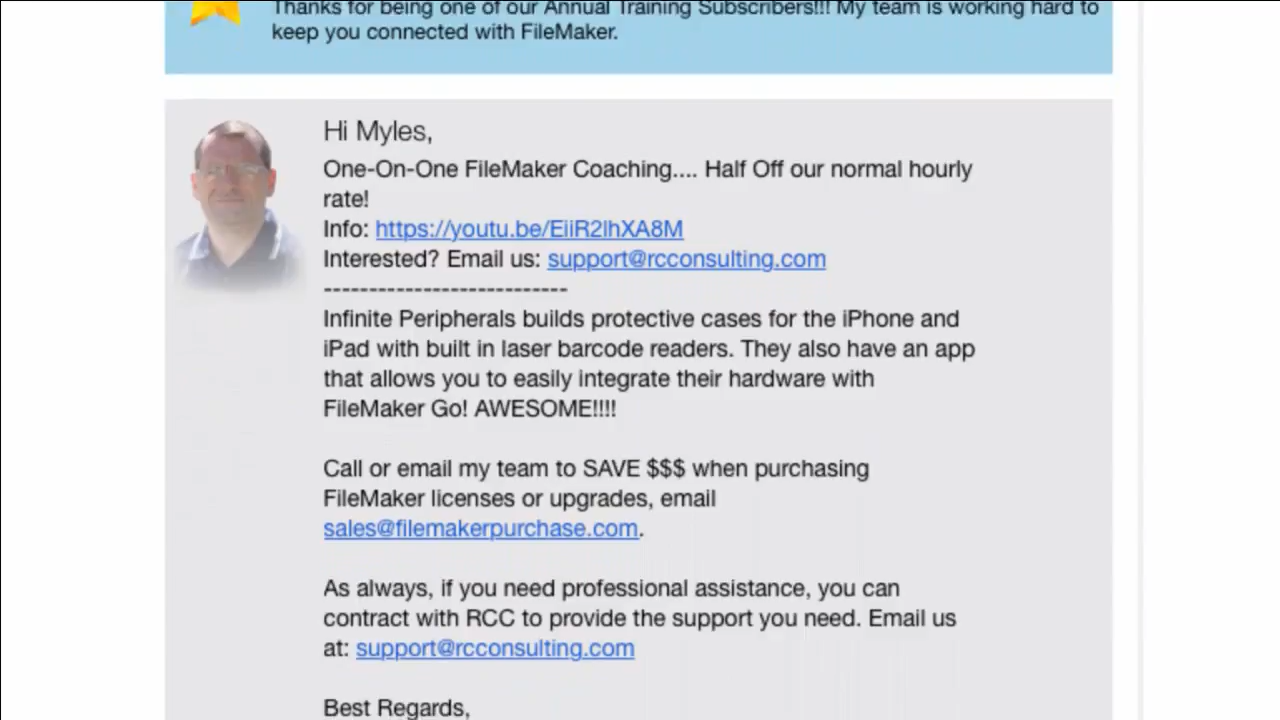 Thanks for being one of our Annual Training Subscribers!!! My team is working hard to
keep you connected with FileMaker.
Hi Myles,
One-On-One FileMaker Coaching.... Half Off our normal hourly
rate!
Info: https://youtu.be/EiiR2lhXA8M
Interested? Email us: support@rcconsulting.com
---------------------------
Infinite Peripherals builds protective cases for the iPhone and
iPad with built in laser barcode readers. They also have an app
that allows you to easily integrate their hardware with
FileMaker Go! AWESOME!!!!
Call or email my team to SAVE $$$ when purchasing
FileMaker licenses or upgrades, email
sales@filemakerpurchase.com.
As always, if you need professional assistance, you can
contract with RCC to provide the support you need. Email us
at: support@rcconsulting.com
Best Regards,